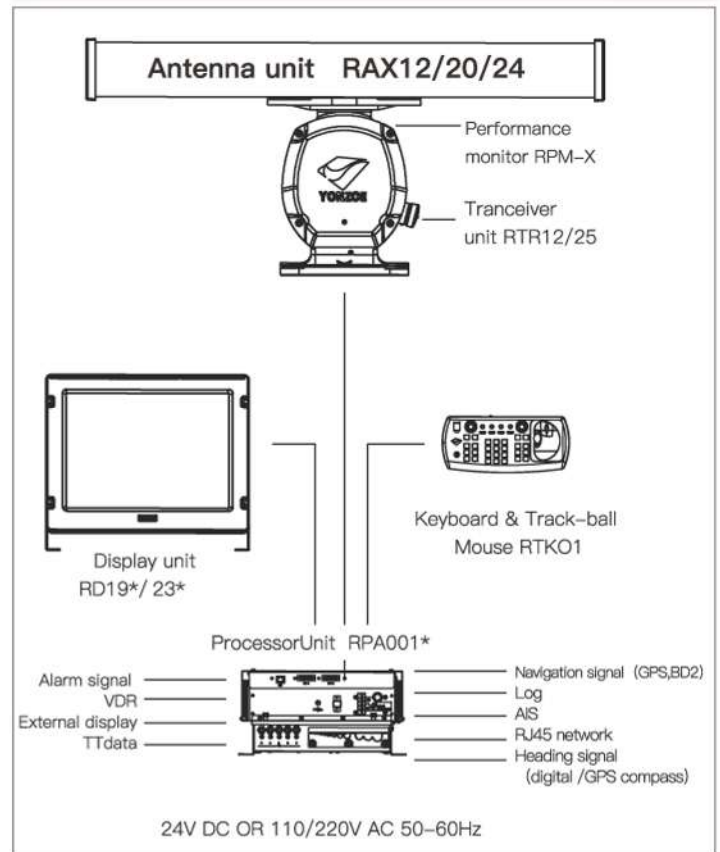 Antenna unit RAX12/20/24
Performance
monitor RPM-X
YONZOE
Tranceiver
unit RTR12/25
Keyboard & Track-ball
Mouse RTKO1
Display unit
RD19*/ 23*
ProcessorUnit RPA001*
Alarm signal
VDR
External display
TTdata
Navigation signal (GPS,BD2)
Log
AIS
RJ45 network
Heading signal
(digital /GPS compass)
24V DC OR 110/220V AC 50-60Hz